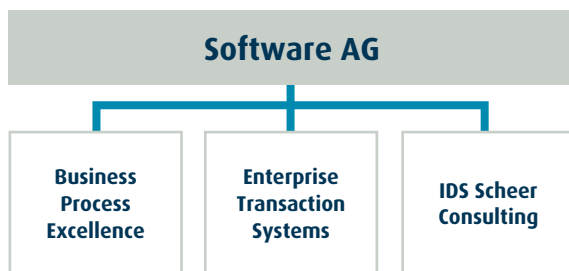 Software AG
Business
Process
Excellence
Enterprise
Transaction
Systems
IDS Scheer
Consulting